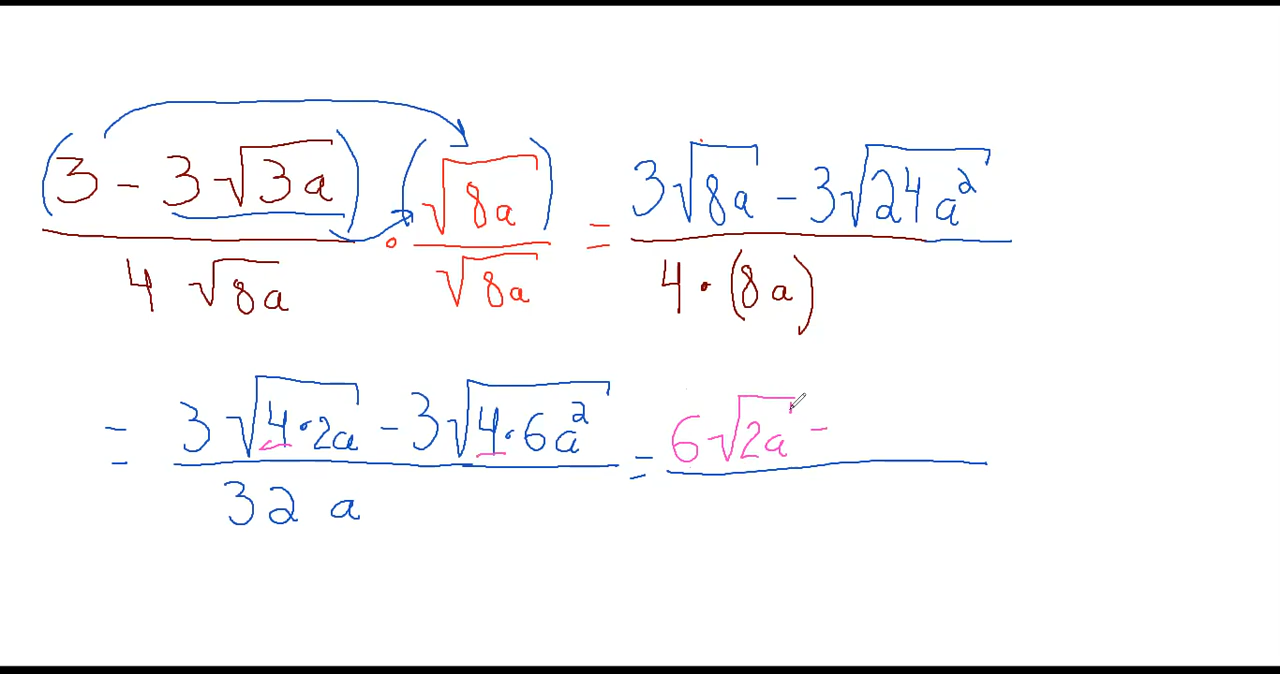 (3 - 3√3a) / 4 √8a · (√8a) / √8a = 3√8a - 3√24a² / 4 · (8a)
= 3√4·2a - 3√4·6a² / 32 a = 6√2a -